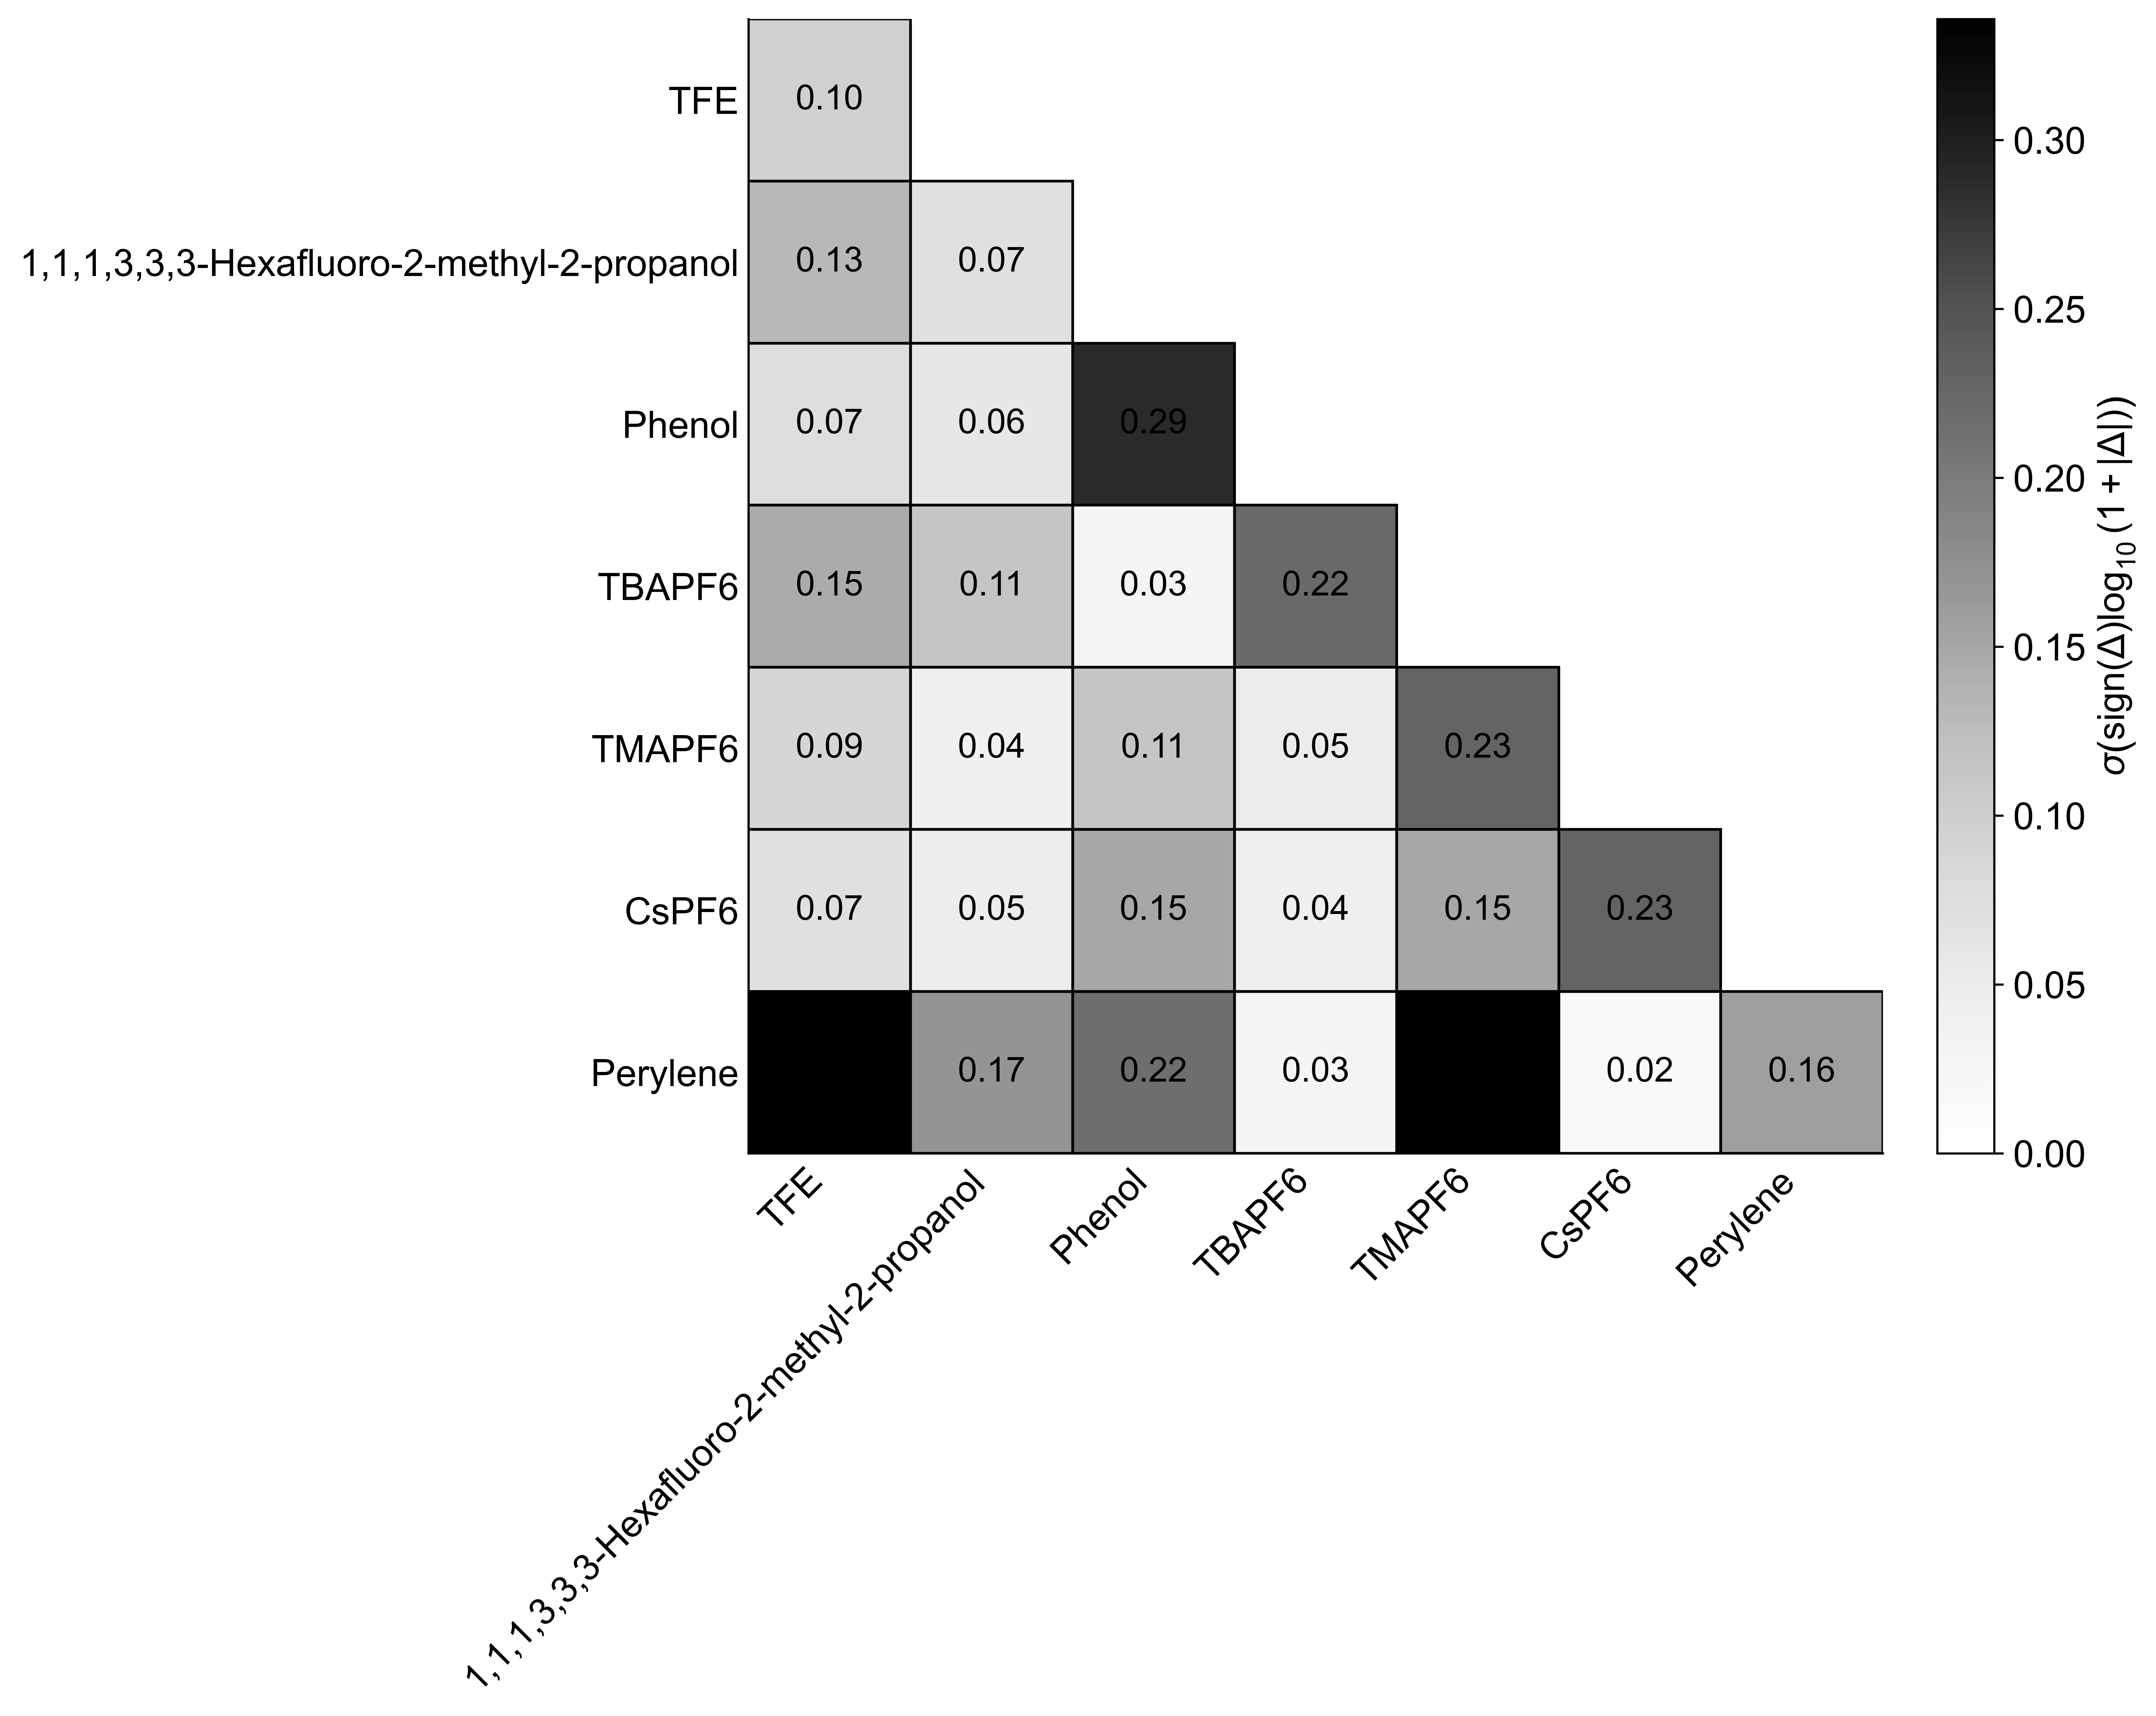 TFE 0.10
1,1,1,3,3,3-Hexafluoro-2-methyl-2-propanol 0.13 0.07
Phenol 0.07 0.06 0.29
TBAPF6 0.15 0.11 0.03 0.22
TMAPF6 0.09 0.04 0.11 0.05 0.23
CsPF6 0.07 0.05 0.15 0.04 0.15 0.23
Perylene 0.17 0.22 0.03 0.02 0.16
TFE
1,1,1,3,3,3-Hexafluoro-2-methyl-2-propanol
Phenol
TBAPF6
TMAPF6
CsPF6
Perylene
0.30
0.25
0.20
0.15
0.10
0.05
0.00
σ(sign(Δ)log₁₀ (1 + |Δ|))